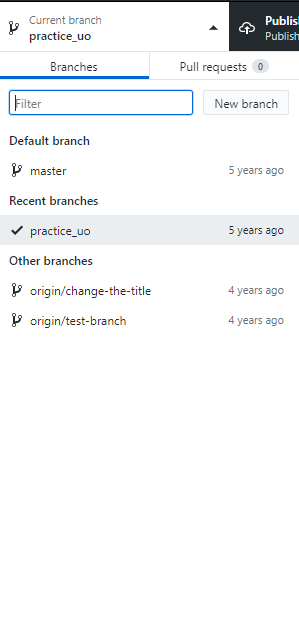 Current branch
practice_uo
Publish
Publish
Branches
Pull requests 0
Filter
New branch
Default branch
master 5 years ago
Recent branches
practice_uo 5 years ago
Other branches
origin/change-the-title 4 years ago
origin/test-branch 4 years ago